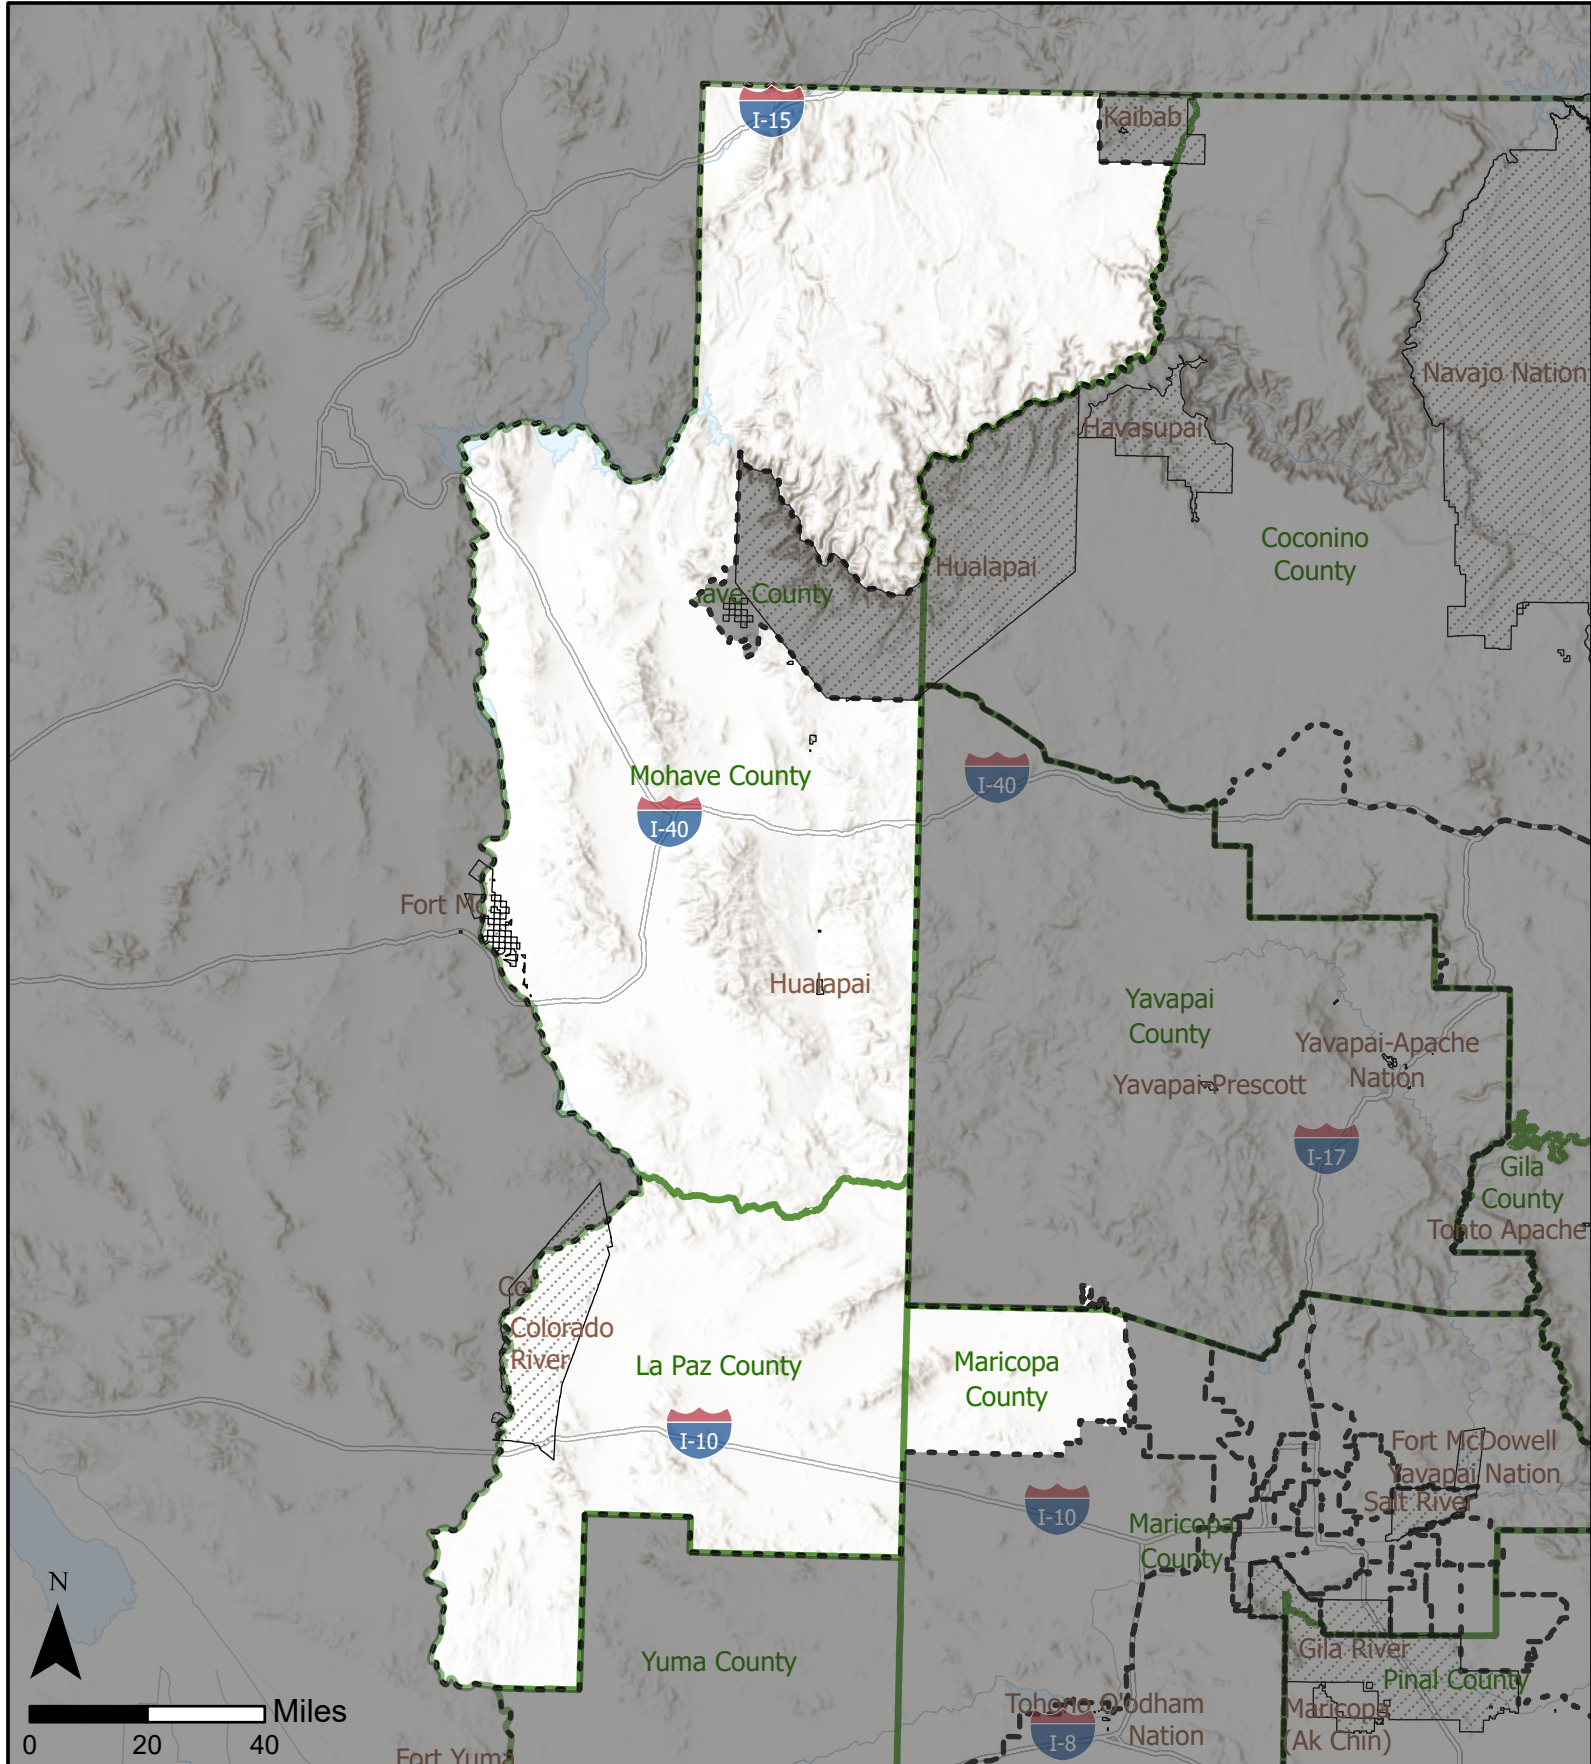 I-15
Kaibab
Navajo Nation
Havasupai
Coconino
County
Hualapai
ave County
Mohave County
I-40
I-40
Fort Mo
Hualapai
Yavapai
County
Yavapai-Apache
Nation
Yavapai-Prescott
I-17
Gila
County
Tonto Apache
Col
Colorado
River
La Paz County
Maricopa
County
I-10
Fort McDowell
Yavapai Nation
Salt River
I-10
Maricopa
County
N
Yuma County
Gila River
Pinal County
Miles
0 20 40
Tohono O'odham
Nation
Maricopa
(Ak Chin)
I-8
Fort Yuma